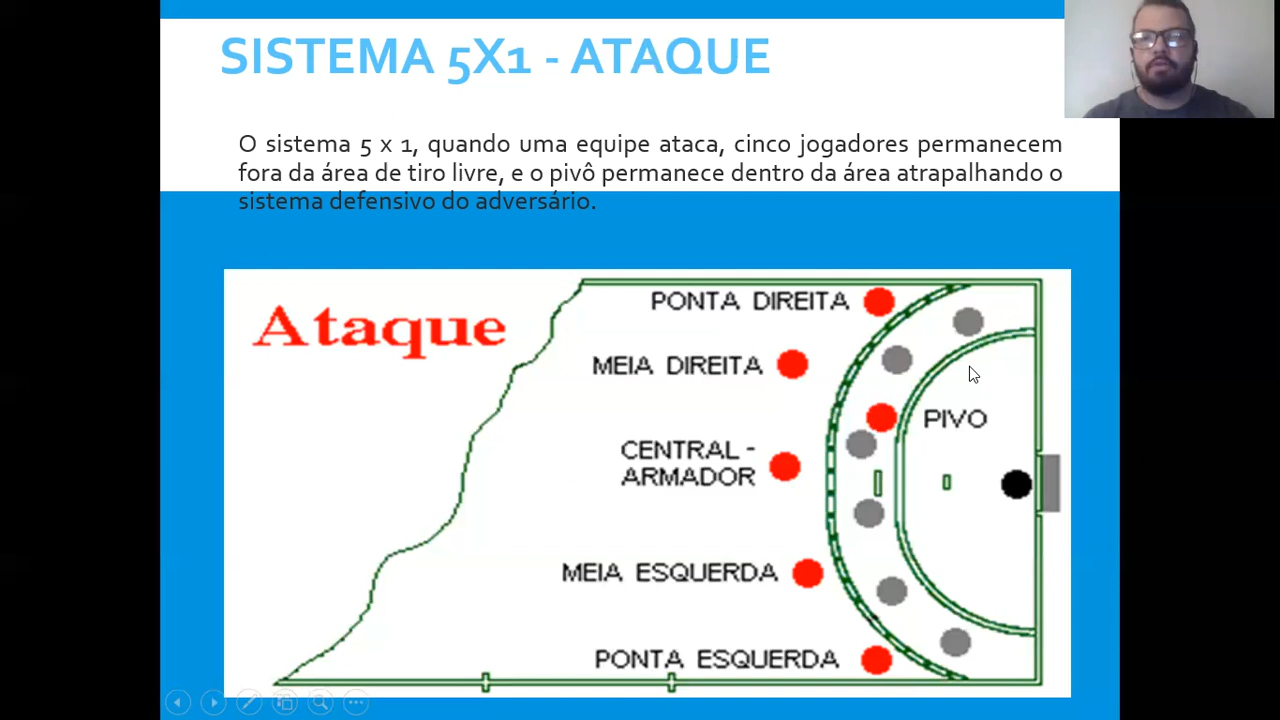 SISTEMA 5X1 - ATAQUE
O sistema 5 x 1, quando uma equipe ataca, cinco jogadores permanecem
fora da área de tiro livre, e o pivô permanece dentro da área atrapalhando o
sistema defensivo do adversário.
Ataque
PONTA DIREITA
MEIA DIREITA
PIVO
CENTRAL -
ARMADOR
MEIA ESQUERDA
PONTA ESQUERDA